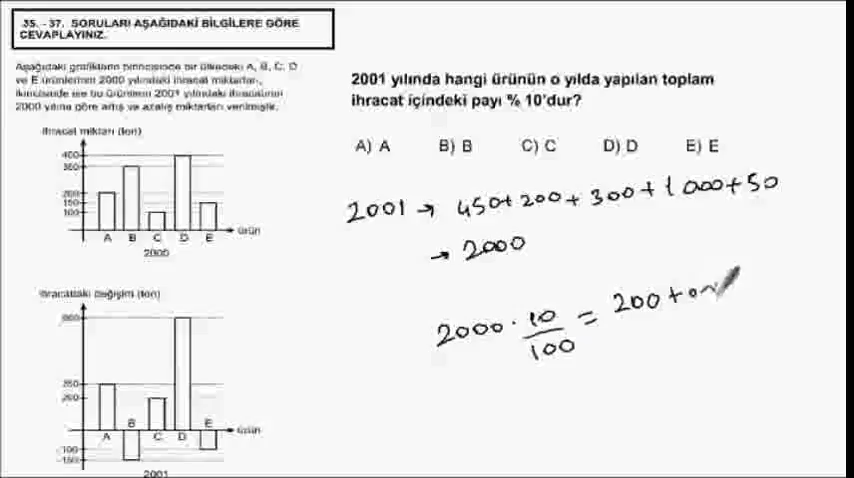 35. - 37. SORULARI AŞAĞIDAKİ BİLGİLERE GÖRE
CEVAPLAYINIZ.
Aşağıdaki grafiklerin birincisinde bir ülkedeki A, B, C, D
ve E ürünlerinin 2000 yılındaki ihracat miktarları,
ikincisinde ise bu ürünlerin 2001 yılındaki ihracatının
2000 yılına göre artış ve azalış miktarları verilmiştir.
2001 yılında hangi ürünün o yılda yapılan toplam
ihracat içindeki payı % 10'dur?
A) A B) B C) C D) D E) E
2001 → 450+200+300+1000+50
→ 2000
2000 · 10/100 = 200 ton
ihracat miktarı (ton)
400
350
200
150
100
A B C D E ürün
2000
ihracattaki değişim (ton)
600
250
200
A B C D E ürün
-100
-150
2001